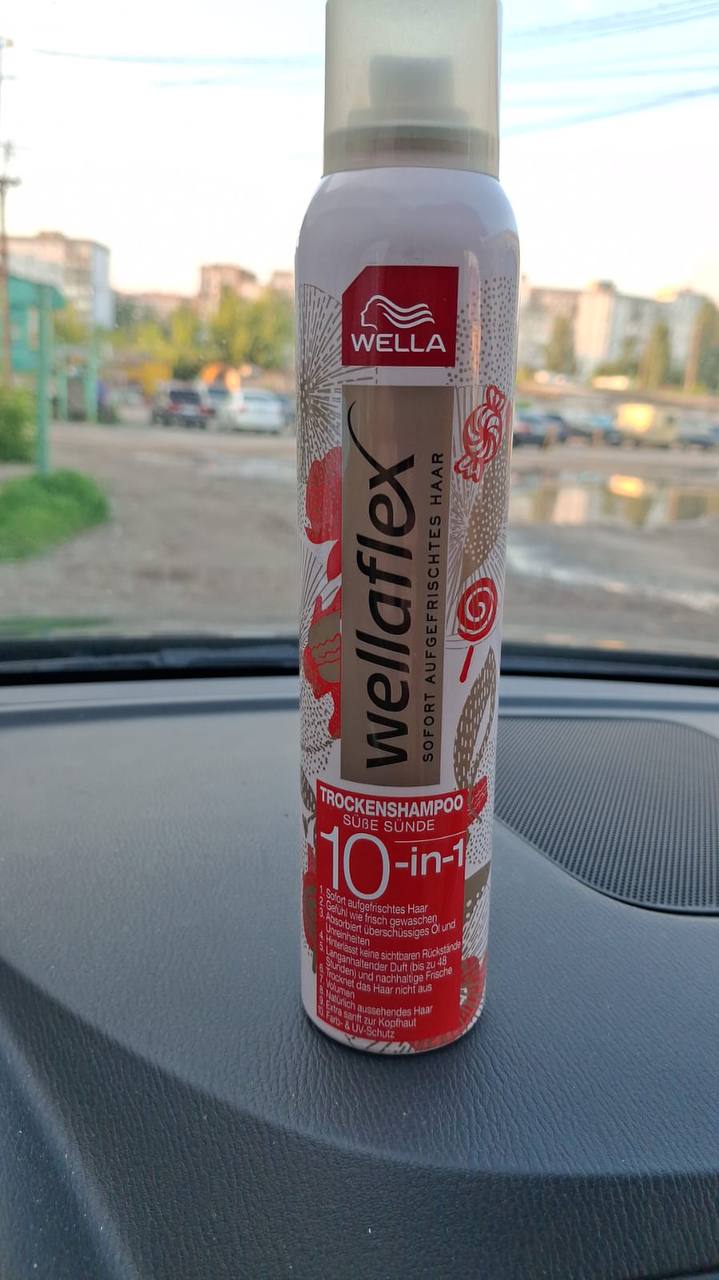 WELLA
wellaflex
SOFORT AUFGEFRISCHTES HAAR
TROCKENSHAMPOO
SÜßE SÜNDE
10-in-1
1. Sofort aufgefrischtes Haar
2. Gefühl wie frisch gewaschen
3. Absorbiert überschüssiges Öl und
Unreinheiten
4. Hinterlässt keine sichtbaren Rückstände
5. Langanhaltender Duft (bis zu 48
Stunden) und nachhaltige Frische
6. Trocknet das Haar nicht aus
7. Volumen
8. Natürlich aussehendes Haar
9. Extra sanft zur Kopfhaut
10. Farb- & UV-Schutz